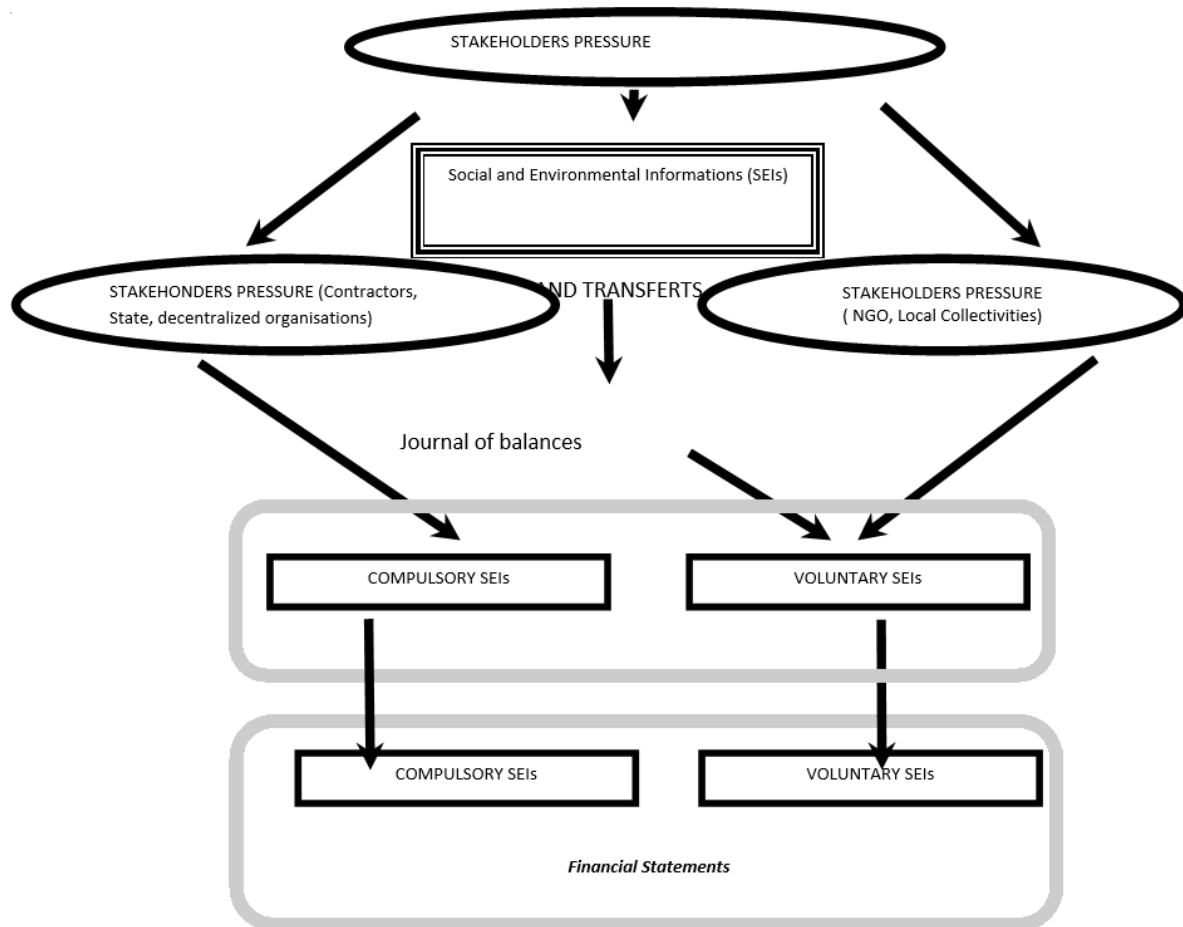 STAKEHOLDERS PRESSURE
Social and Environmental Informations (SEIs)
AND TRANSFERTS
STAKEHONDERS PRESSURE (Contractors,
State, decentralized organisations)
STAKEHOLDERS PRESSURE
( NGO, Local Collectivities)
Journal of balances
COMPULSORY SEIs
VOLUNTARY SEIs
COMPULSORY SEIs
VOLUNTARY SEIs
Financial Statements